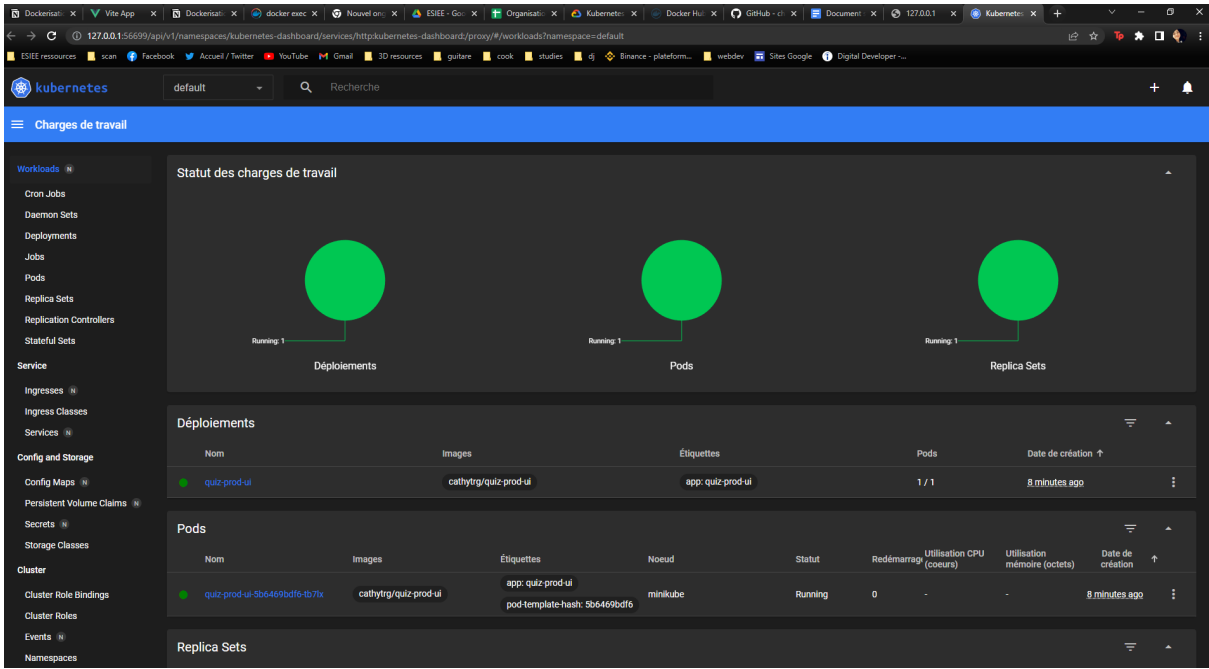 Dockerisatio Vite App Dockerisatio docker exec Nouvel ong ESIEE - Goo Organisatio Kubernetes Docker Hub GitHub - ch Document 127.0.0.1 Kubernetes
127.0.0.1:56699/api/v1/namespaces/kubernetes-dashboard/services/http:kubernetes-dashboard:/proxy/#/workloads?namespace=default
ESIEE ressources scan Facebook Accueil / Twitter YouTube Gmail 3D resources guitare cook studies dj Binance - plateform... webdev Sites Google Digital Developer -...
kubernetes default Recherche
Charges de travail
Workloads N
Cron Jobs
Daemon Sets
Deployments
Jobs
Pods
Replica Sets
Replication Controllers
Stateful Sets
Service
Ingresses N
Ingress Classes
Services N
Config and Storage
Config Maps N
Persistent Volume Claims N
Secrets N
Storage Classes
Cluster
Cluster Role Bindings
Cluster Roles
Events N
Namespaces
Statut des charges de travail
Running: 1 Running: 1 Running: 1
Déploiements Pods Replica Sets
Déploiements
Nom Images Étiquettes Pods Date de création
quiz-prod-ui cathytrg/quiz-prod-ui app: quiz-prod-ui 1 / 1 8 minutes ago
Pods
Nom Images Étiquettes Noeud Statut Redémarrage Utilisation CPU (coeurs) Utilisation mémoire (octets) Date de création
quiz-prod-ui-5b6469bdf6-tb7lx cathytrg/quiz-prod-ui app: quiz-prod-ui minikube Running 0 - - 8 minutes ago
pod-template-hash: 5b6469bdf6
Replica Sets